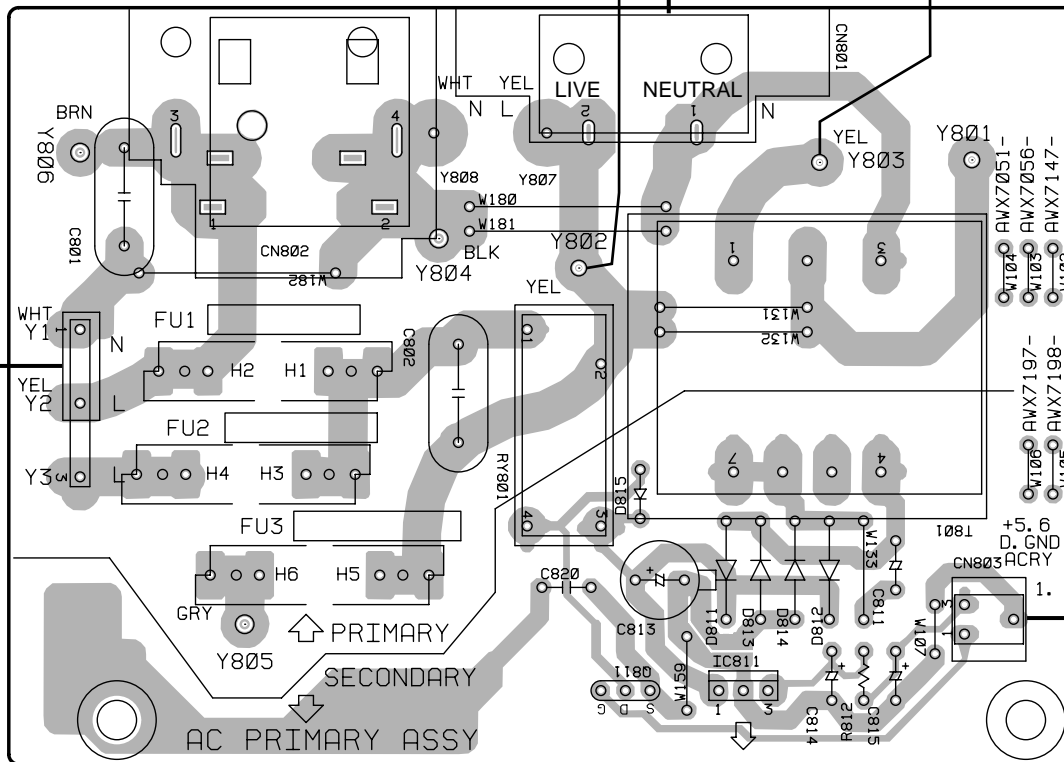 3
4
BRN
Y806
C801
1
2
CN802
W182
WHT YEL
N L
LIVE
NEUTRAL
N
2
1
CN801
Y808
Y807
W180
W181
BLK
Y804
Y802
YEL
YEL
Y803
Y801
AWX7051-
AWX7056-
AWX7147-
W104
W103
1
3
W131
W132
7
4
T801
WHT
Y1
1
N
YEL
Y2
L
Y3
3
L
FU1
H2
H1
C802
FU2
H4
H3
FU3
H6
H5
GRY
Y805
1
2
RY801
4
3
D815
AWX7197-
AWX7198-
W106
W105
+5.6
D.GND
ACRY
CN803
1.
3
1
W107
W133
C811
C820
+
C813
D811
D813
D814
D812
PRIMARY
SECONDARY
AC PRIMARY ASSY
Q811
G D S
W159
IC811
1 3
+
C814
R812
+
C815